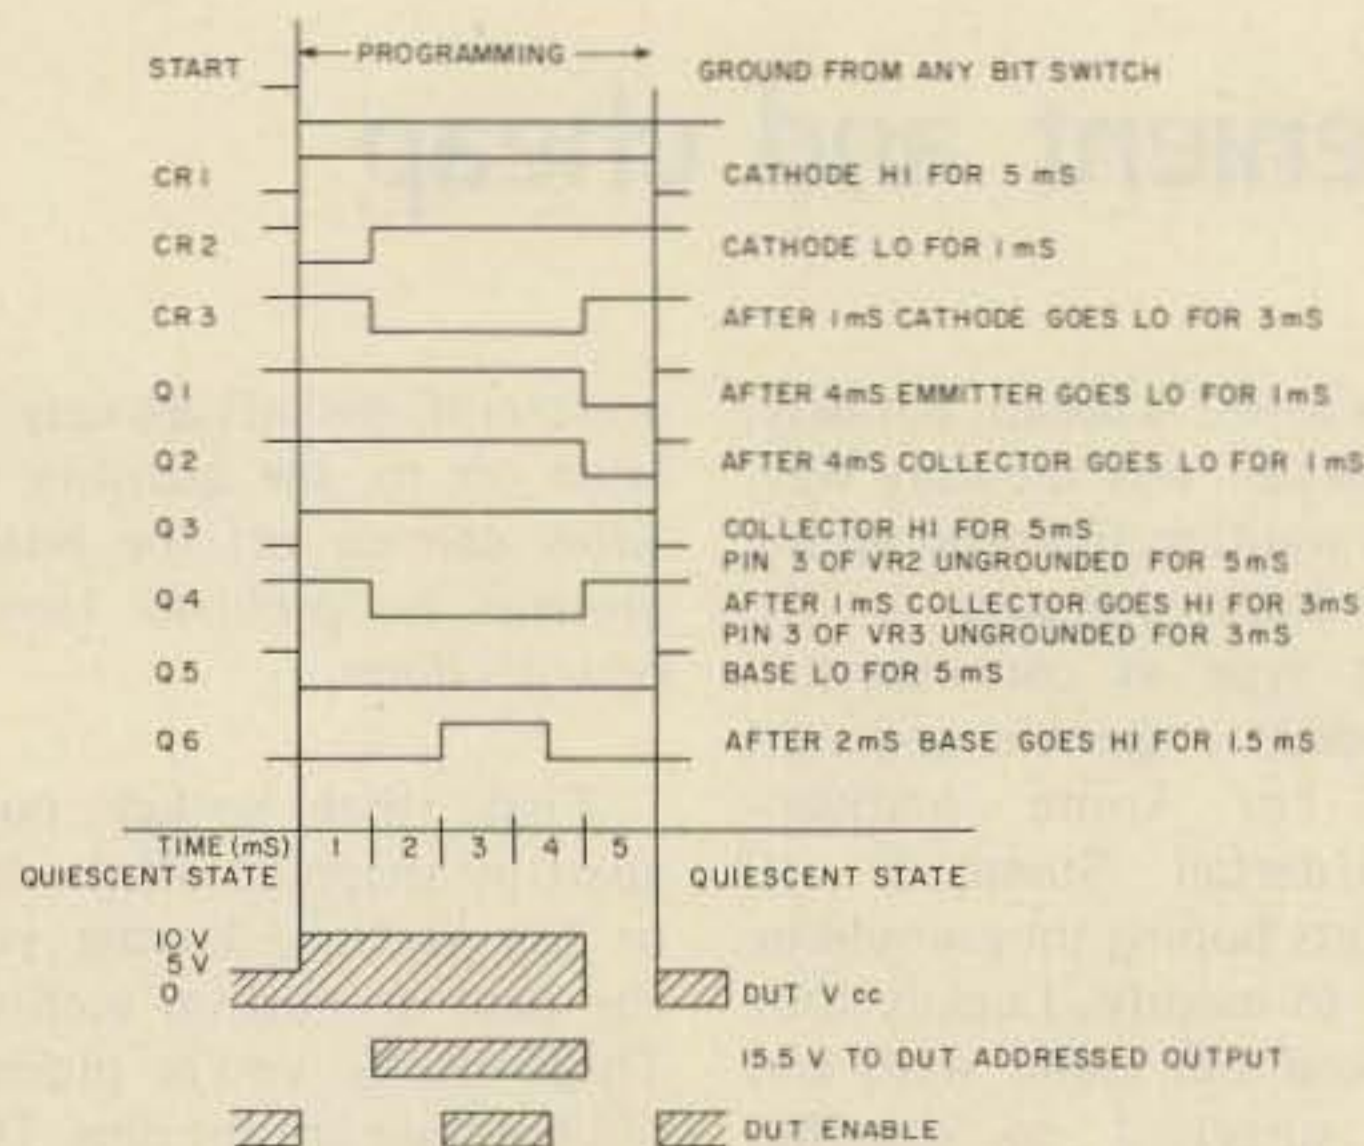 PROGRAMMING
START GROUND FROM ANY BIT SWITCH
CR1 CATHODE HI FOR 5 mS
CR2 CATHODE LO FOR 1 mS
CR3 AFTER 1mS CATHODE GOES LO FOR 3mS
Q1 AFTER 4mS EMMITTER GOES LO FOR 1mS
Q2 AFTER 4mS COLLECTOR GOES LO FOR 1mS
Q3 COLLECTOR HI FOR 5mS
PIN 3 OF VR2 UNGROUNDED FOR 5mS
Q4 AFTER 1mS COLLECTOR GOES HI FOR 3mS
PIN 3 OF VR3 UNGROUNDED FOR 3mS
Q5 BASE LO FOR 5mS
Q6 AFTER 2mS BASE GOES HI FOR 1.5 mS
TIME (mS) 1 2 3 4 5
QUIESCENT STATE QUIESCENT STATE
10 V
5 V
0 DUT Vcc
15.5 V TO DUT ADDRESSED OUTPUT
DUT ENABLE